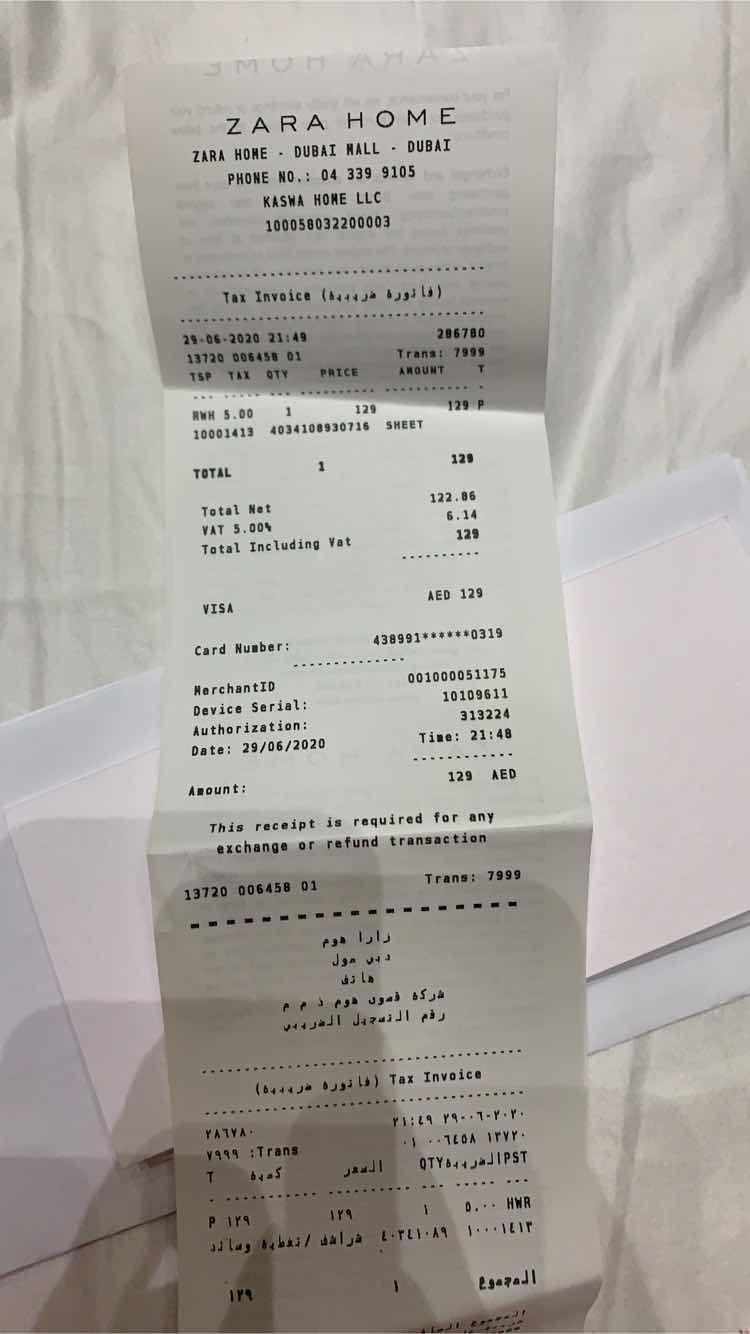 ZARA HOME
ZARA HOME - DUBAI MALL - DUBAI
PHONE NO.: 04 339 9105
KASWA HOME LLC
100058032200003
Tax Invoice (فاتورة ضريبية)
29-06-2020 21:49 286780
13720 006458 01 Trans: 7999
TSP TAX QTY PRICE AMOUNT T
RWH 5.00 1 129 129 P
10001413 4034108930716 SHEET
TOTAL 1 129
Total Net 122.86
VAT 5.00% 6.14
Total Including Vat 129
VISA AED 129
Card Number: 438991******0319
MerchantID 001000051175
Device Serial: 10109611
Authorization: 313224
Date: 29/06/2020 Time: 21:48
Amount: 129 AED
This receipt is required for any
exchange or refund transaction
13720 006458 01 Trans: 7999
زارا هوم
دبي مول
هاتف
شركة قصوى هوم ذ م م
رقم التسجيل الضريبي
Tax Invoice (فاتورة ضريبية)
٢٨٦٧٨٠ ٢١:٤٩ ٢٩-٠٦-٢٠٢٠
٧٩٩٩ :Trans ٠١ ٠٠٦٤٥٨ ١٣٧٢٠
T كمية السعر QTYالضريبةPST
P ١٢٩ ١٢٩ ١ ٥.٠٠ HWR
١٠٠٠١٤١٣ ٤٠٣٤١٠٨٩ شراشف /تغطية وسائد
المجموع ١ ١٢٩